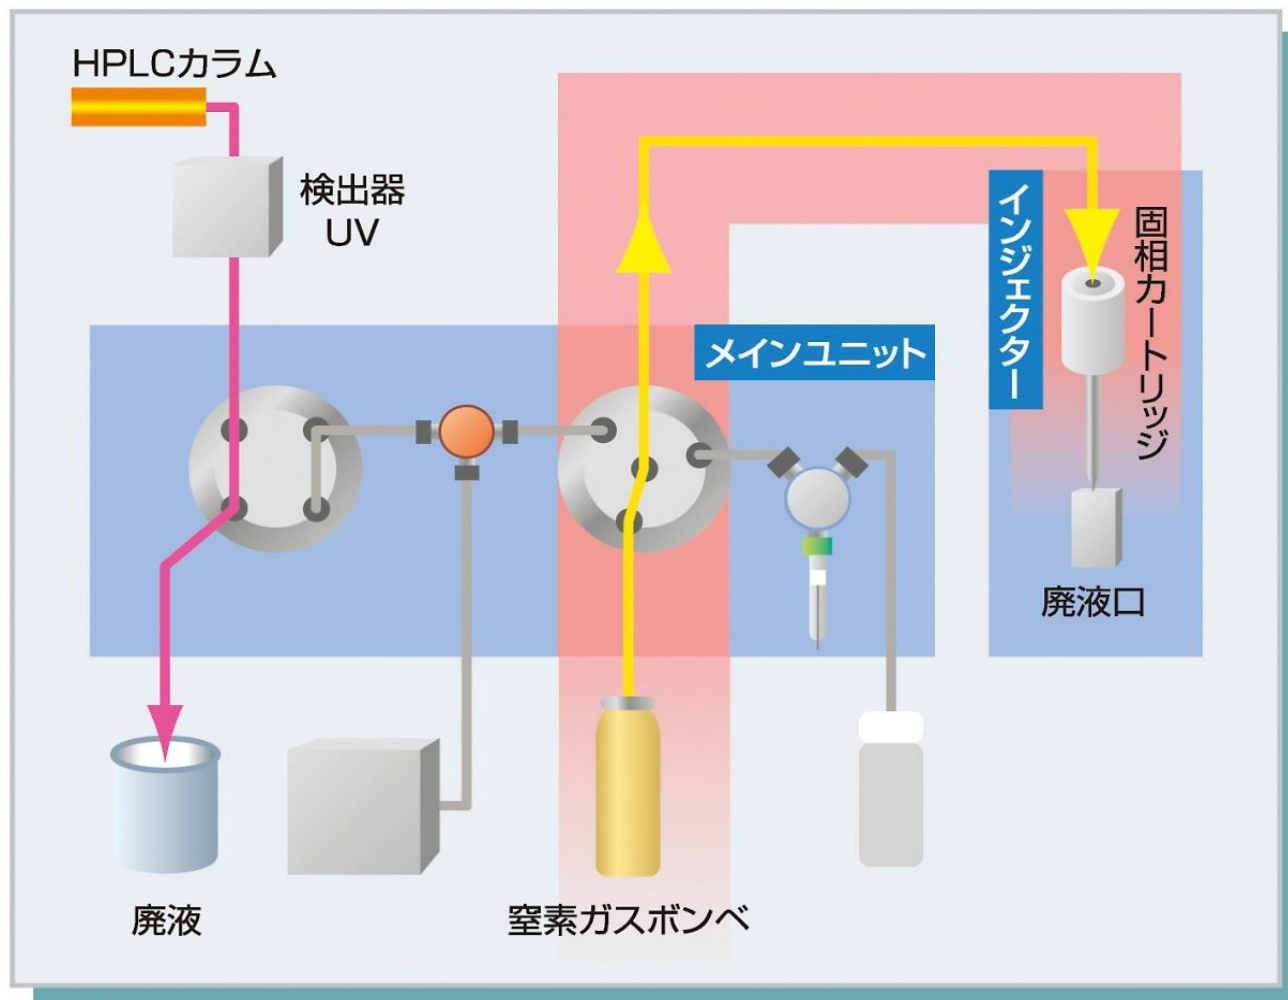 HPLCカラム
検出器
UV
メインユニット
インジェクター
固相カートリッジ
廃液口
廃液
窒素ガスボンベ